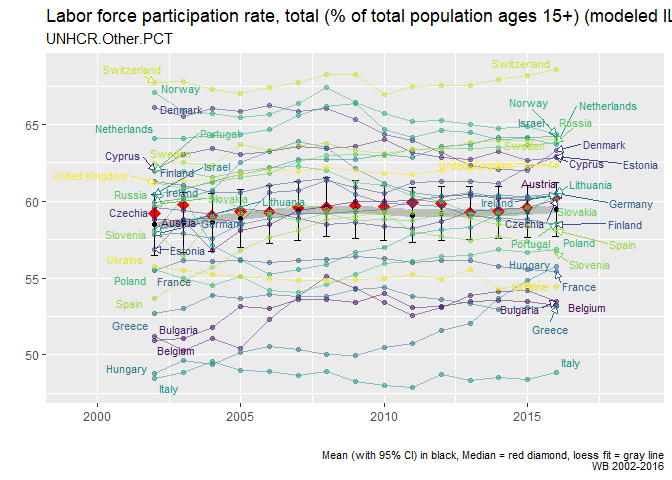 Labor force participation rate, total (% of total population ages 15+) (modeled IL
UNHCR.Other.PCT
Switzerland
Switzerland
Norway
Denmark
Norway
Netherlands
65
Netherlands
Portugal
Israel
Russia
Sweden
Denmark
Cyprus
Sweden
Cyprus
Estonia
Finland
Israel
United Kingdom
United Kingdom
Austria
Lithuania
Russia
Ireland
Slovakia
Lithuania
Ireland
Germany
60
Czechia
Slovakia
Austria
Germany
Czechia
Finland
Slovenia
Estonia
Portugal
Poland
Spain
Ukraine
Hungary
Slovenia
55
Poland
France
Ukraine
France
Spain
Bulgaria
Belgium
Greece
Bulgaria
Greece
Belgium
50
Hungary
Italy
Italy
2000
2005
2010
2015
Mean (with 95% CI) in black, Median = red diamond, loess fit = gray line
WB 2002-2016